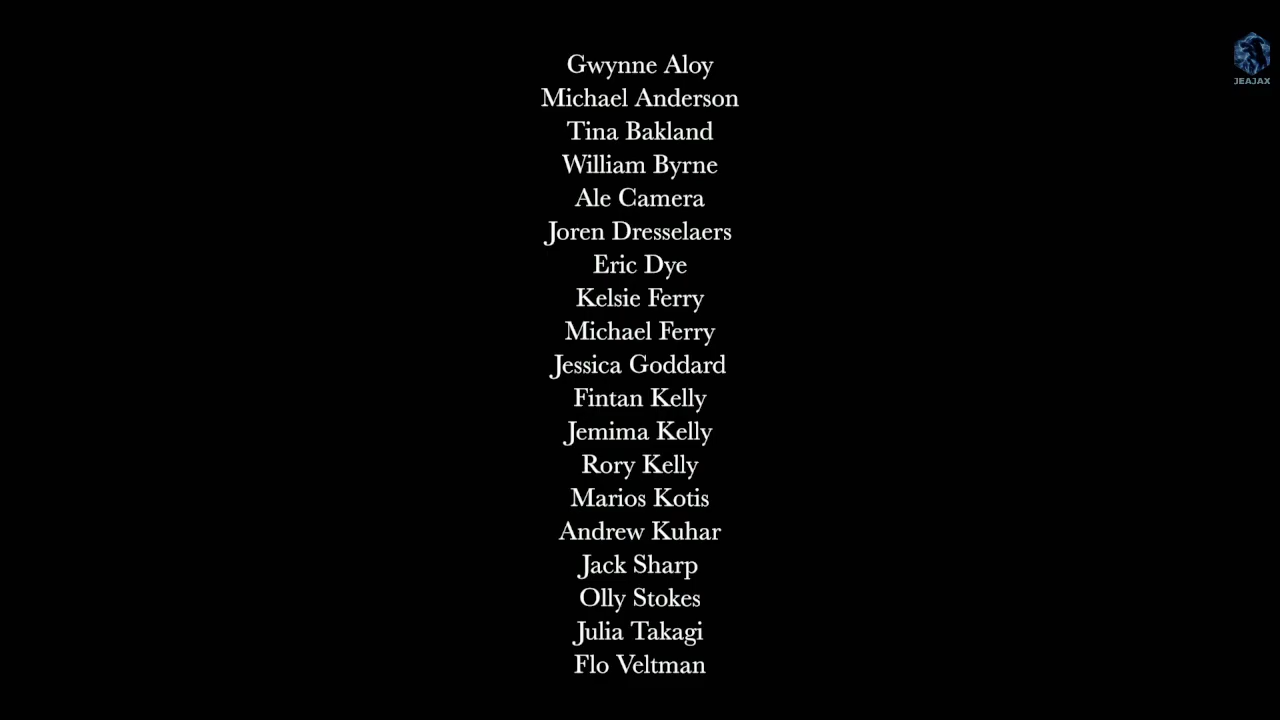 Gwynne Aloy
Michael Anderson
Tina Bakland
William Byrne
Ale Camera
Joren Dresselaers
Eric Dye
Kelsie Ferry
Michael Ferry
Jessica Goddard
Fintan Kelly
Jemima Kelly
Rory Kelly
Marios Kotis
Andrew Kuhar
Jack Sharp
Olly Stokes
Julia Takagi
Flo Veltman
JEAJAX